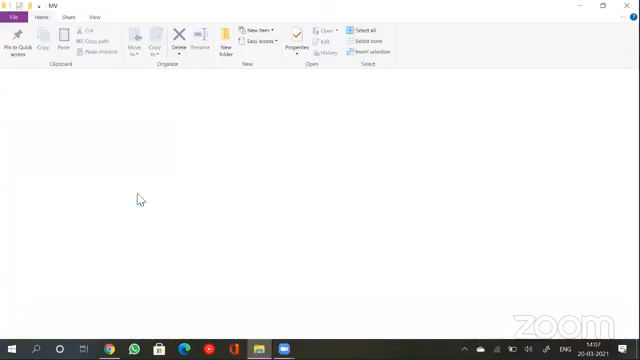 MV
File Home Share View
Pin to Quick access
Copy
Paste
Cut
Copy path
Paste shortcut
Clipboard
Move to
Copy to
Delete
Rename
Organize
New folder
New item
Easy access
New
Properties
Open
Edit
History
Open
Select all
Select none
Invert selection
Select
zoom
ENG
14:07
20-03-2021